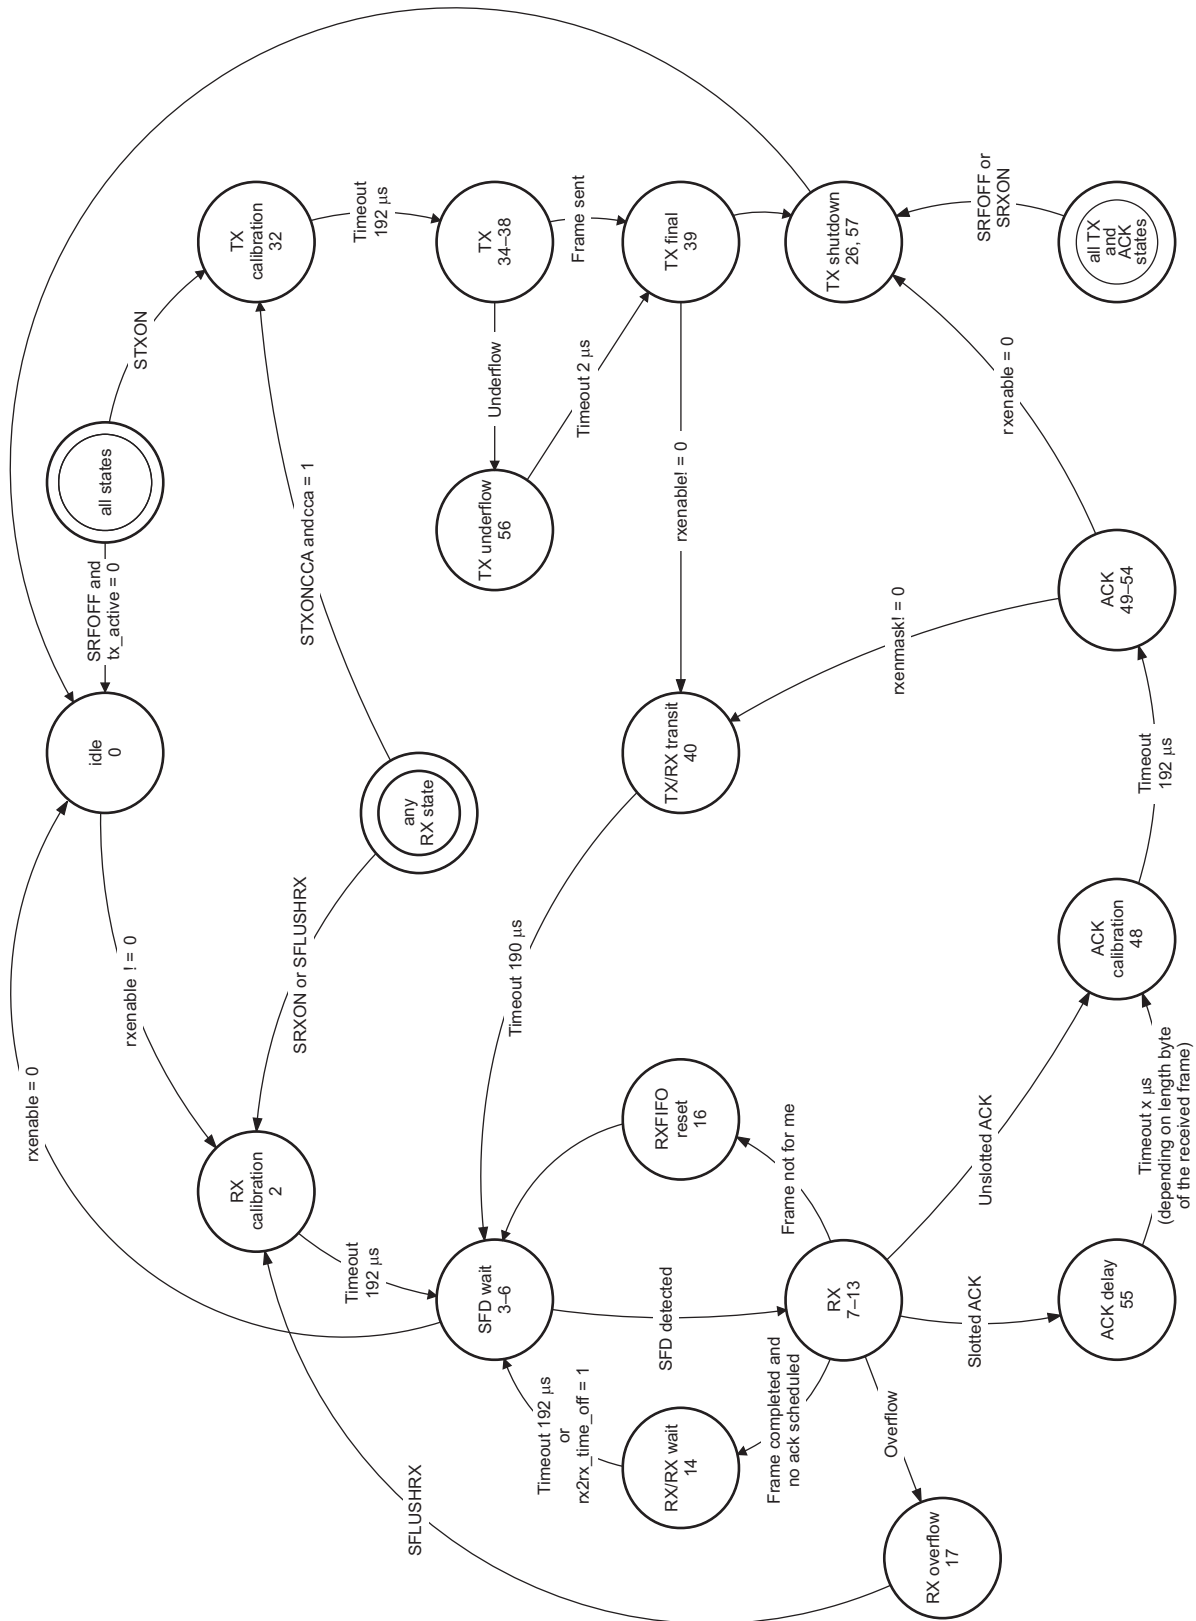 all states
SRFOFF and
tx_active = 0
STXON
idle
0
rxenable = 0
rxenable ! = 0
TX
calibration
32
STXONCCA andcca = 1
any
RX state
SRXON or SFLUSHRX
RX
calibration
2
SFLUSHRX
Timeout
192 μs
Timeout
192 μs
TX
34–38
Underflow
TX underflow
56
Timeout 2 μs
Frame sent
Timeout 190 μs
SFD wait
3–6
Timeout 192 μs
or
rx2rx_time_off = 1
TX final
39
rxenable! = 0
TX/RX transit
40
RXFIFO
reset
16
SFD detected
RX/RX wait
14
Frame not for me
Frame completed and
no ack scheduled
TX shutdown
26, 57
rxenmask! = 0
RX
7–13
Overflow
RX overflow
17
SRFOFF or
SRXON
rxenable = 0
Unslotted ACK
Slotted ACK
all TX
and
ACK
states
ACK
49–54
Timeout
192 μs
ACK
calibration
48
Timeout x μs
(depending on length byte
of the received frame)
ACK delay
55